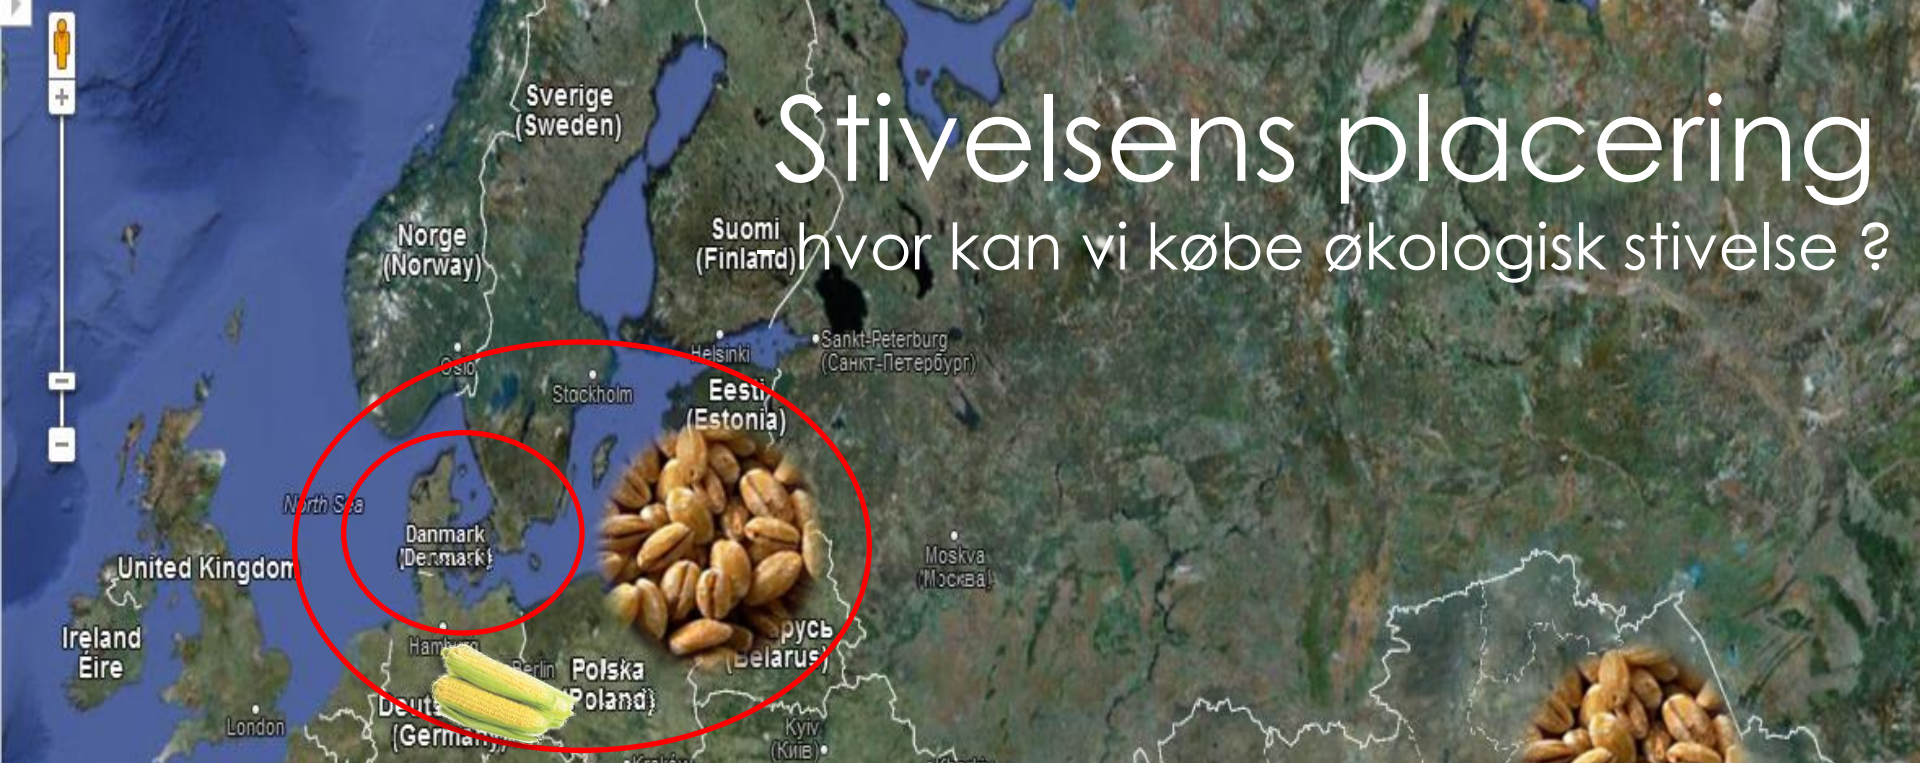 Stivelsens placering
- hvor kan vi købe økologisk stivelse ?
Sverige
(Sweden)
Norge
(Norway)
Suomi
(Finland)
Oslo
Stockholm
Helsinki
Sankt-Peterburg
(Санкт-Петербург)
Eesti
(Estonia)
North Sea
Danmark
(Denmark)
Moskva
(Москва)
United Kingdom
Ireland
Éire
London
Hamburg
Berlin
Polska
(Poland)
русь
(Belarus)
Deuts
(Germany)
Kyiv
(Київ)